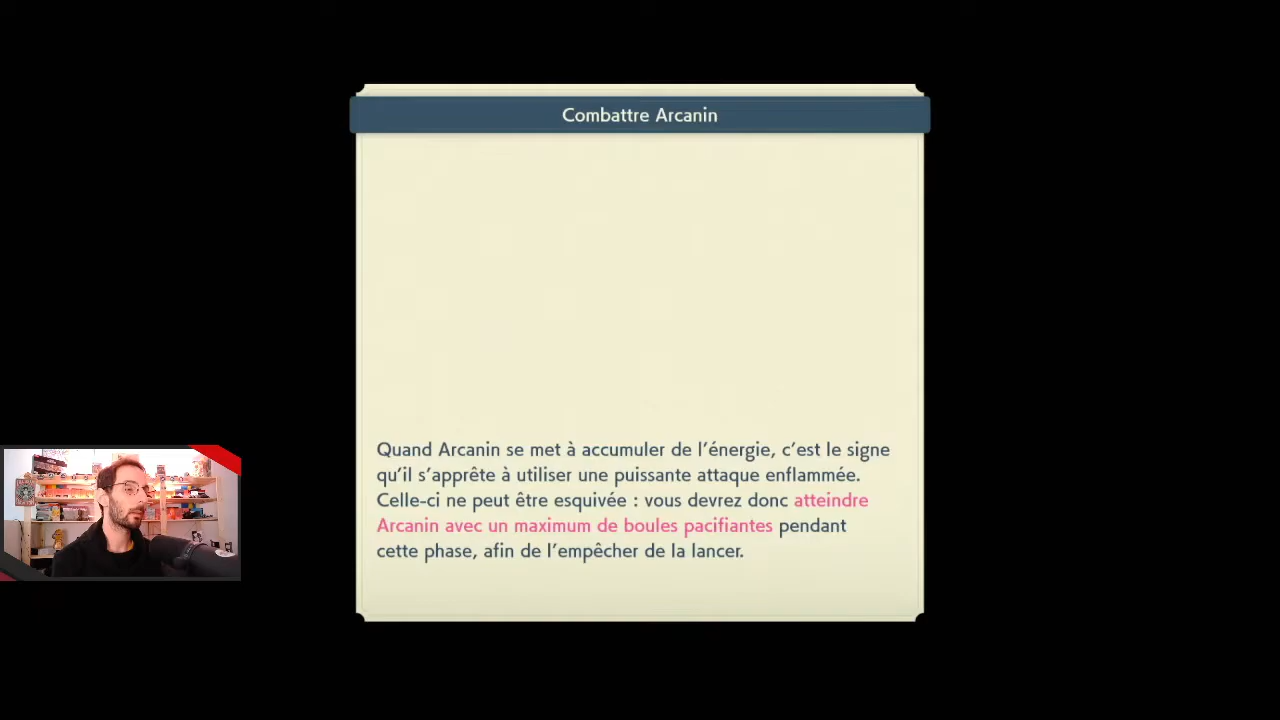 Combattre Arcanin
Quand Arcanin se met à accumuler de l'énergie, c'est le signe
qu'il s'apprête à utiliser une puissante attaque enflammée.
Celle-ci ne peut être esquivée : vous devrez donc atteindre
Arcanin avec un maximum de boules pacifiantes pendant
cette phase, afin de l'empêcher de la lancer.